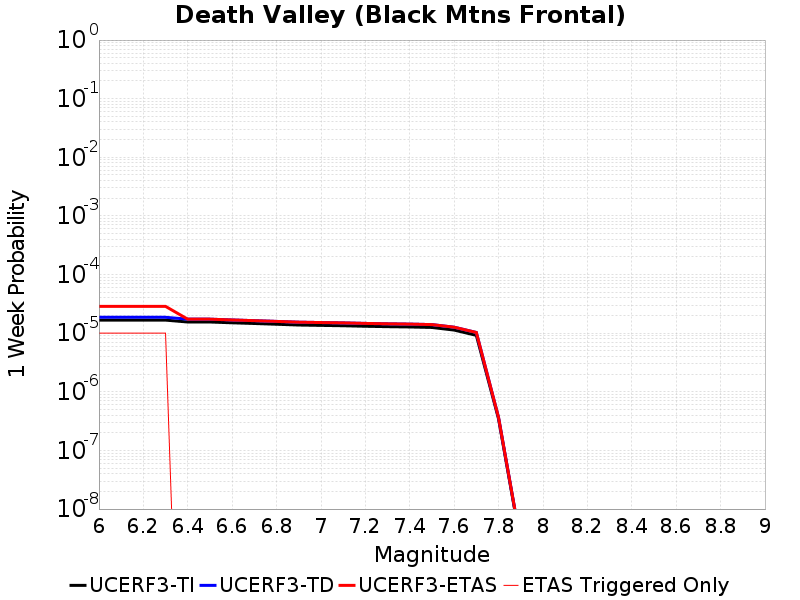 Death Valley (Black Mtns Frontal)
1 Week Probability
10^0
10^-1
10^-2
10^-3
10^-4
10^-5
10^-6
10^-7
10^-8
6 6.2 6.4 6.6 6.8 7 7.2 7.4 7.6 7.8 8 8.2 8.4 8.6 8.8 9
Magnitude
UCERF3-TI UCERF3-TD UCERF3-ETAS ETAS Triggered Only